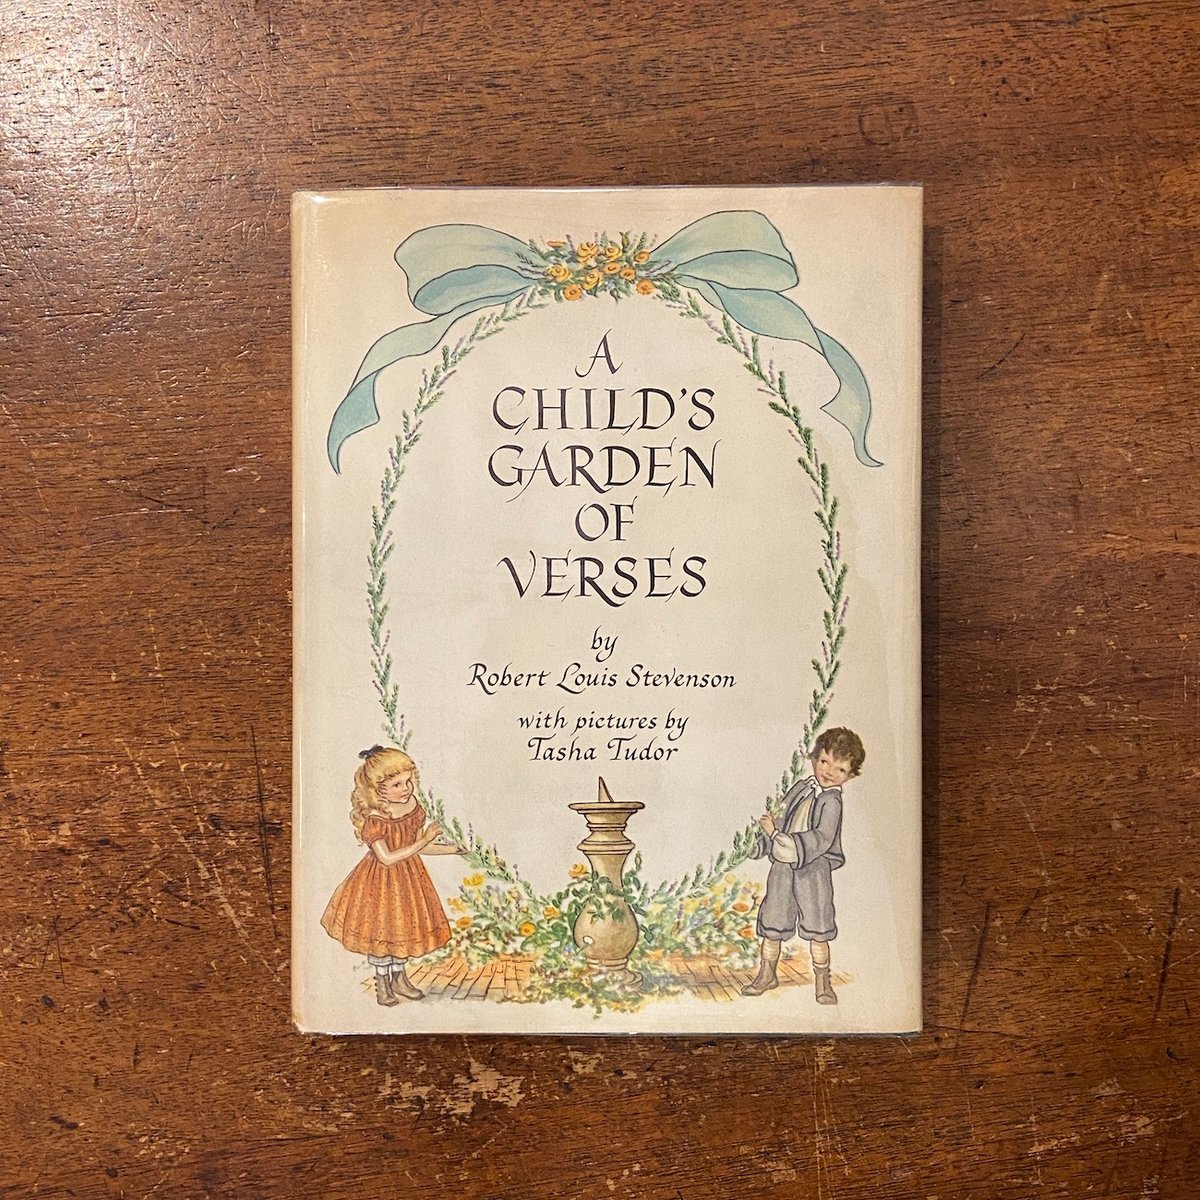 A
CHILD'S
GARDEN
OF
VERSES
by
Robert Louis Stevenson
with pictures by
Tasha Tudor